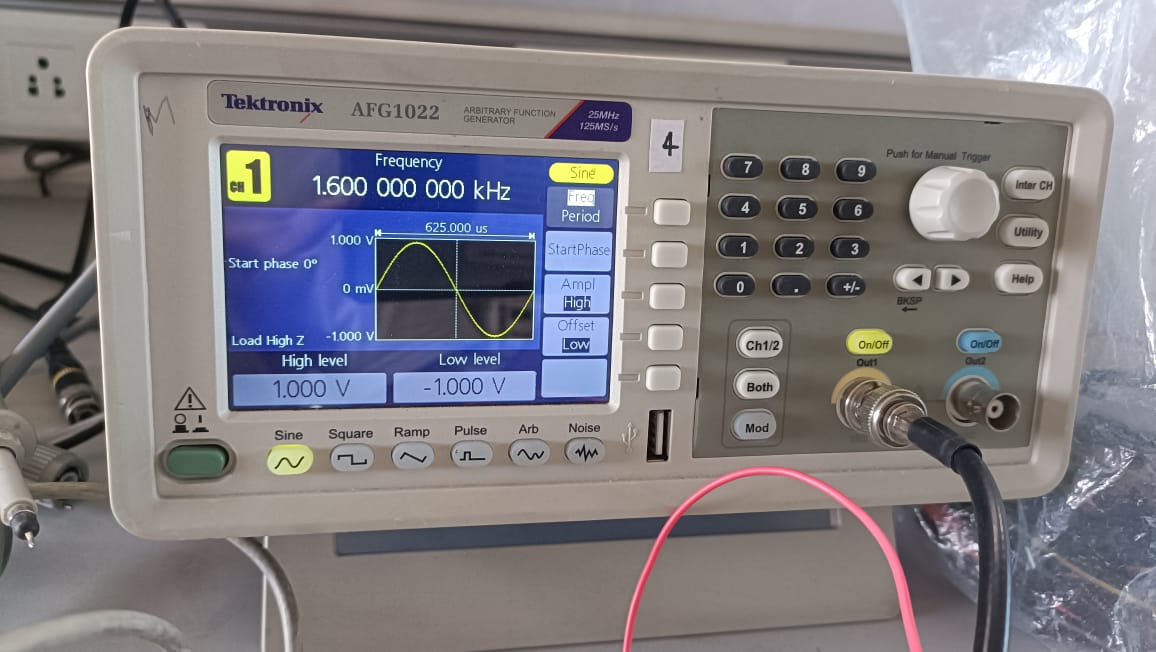 Tektronix AFG1022 ARBITRARY FUNCTION GENERATOR 25MHz 125MS/s
4
M
CH 1
Frequency
1.600 000 000 kHz
Sine
Freq
Period
StartPhase
Ampl
High
Offset
Low
625.000 us
1.000 V
Start phase 0°
0 mV
Load High Z
-1.000 V
High level
Low level
1.000 V
-1.000 V
Sine
Square
Ramp
Pulse
Arb
Noise
7 8 9
4 5 6
1 2 3
0 . +/-
Push for Manual Trigger
Inter CH
Utility
Help
BKSP
Ch1/2
Both
Mod
On/Off
Out1
On/Off
Out2